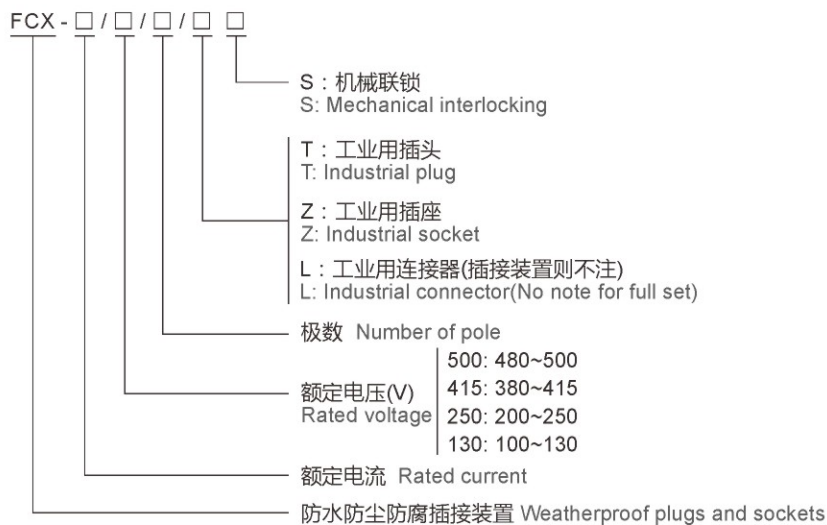 FCX - □ / □ / □ / □ □
S：机械联锁
S: Mechanical interlocking
T：工业用插头
T: Industrial plug
Z：工业用插座
Z: Industrial socket
L：工业用连接器(插接装置则不注)
L: Industrial connector(No note for full set)
极数 Number of pole
额定电压(V)
Rated voltage
500: 480~500
415: 380~415
250: 200~250
130: 100~130
额定电流 Rated current
防水防尘防腐插接装置 Weatherproof plugs and sockets